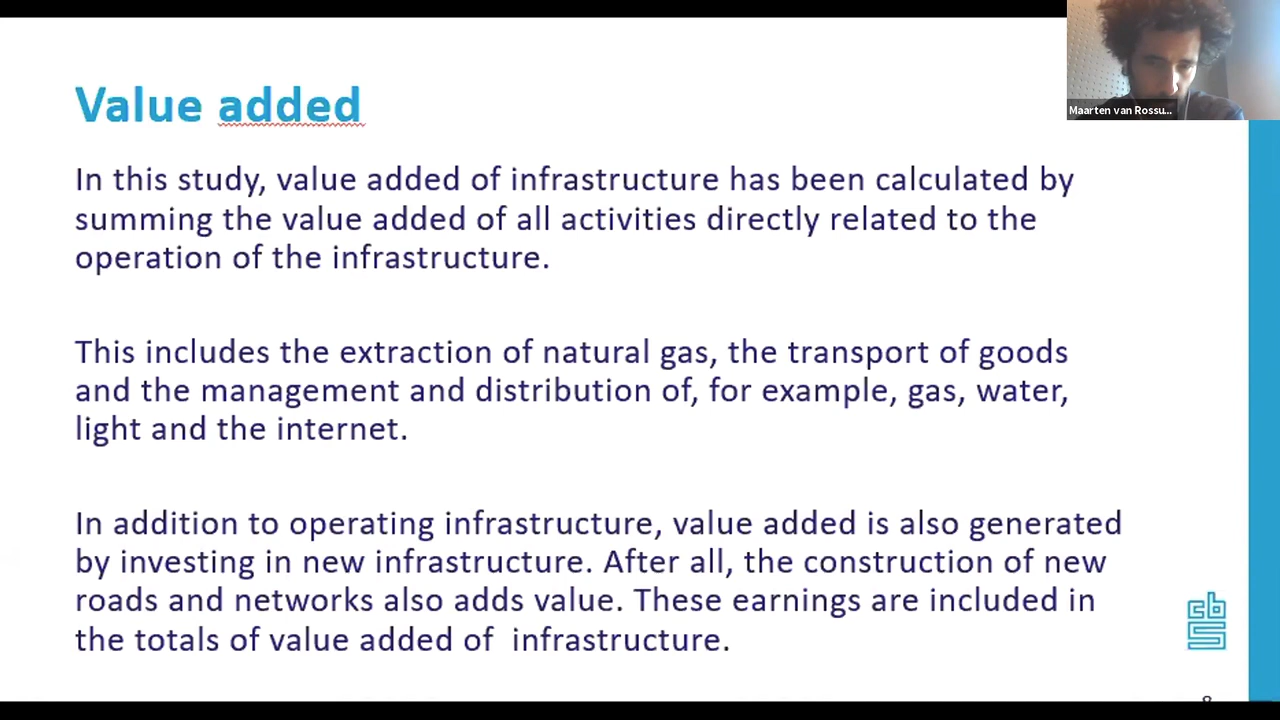 Value added
Maarten van Rossu...
In this study, value added of infrastructure has been calculated by
summing the value added of all activities directly related to the
operation of the infrastructure.
This includes the extraction of natural gas, the transport of goods
and the management and distribution of, for example, gas, water,
light and the internet.
In addition to operating infrastructure, value added is also generated
by investing in new infrastructure. After all, the construction of new
roads and networks also adds value. These earnings are included in
the totals of value added of  infrastructure.
cbs